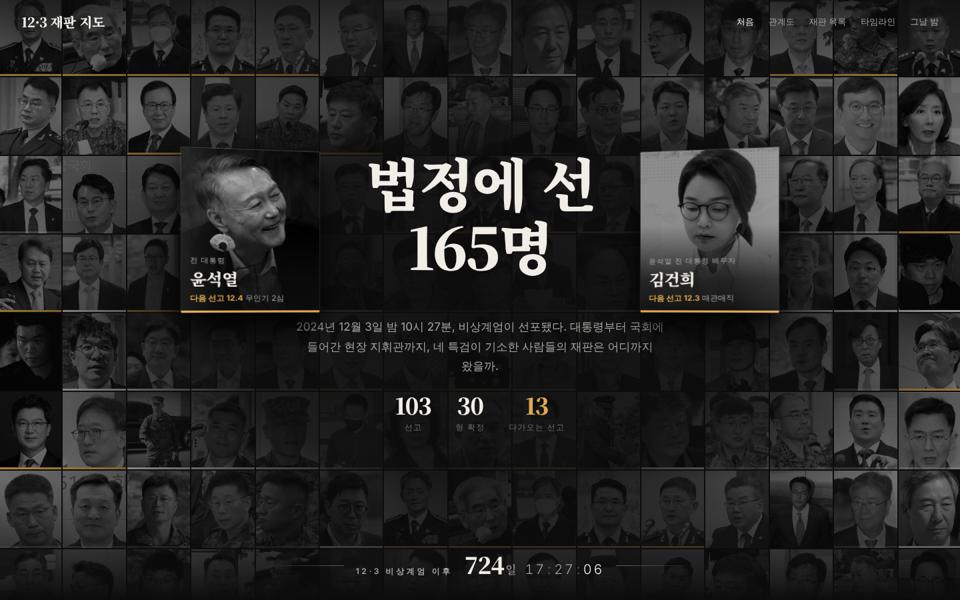 12·3 재판 지도
처음 관계도 재판 목록 타임라인 그날 밤
법정에 선
165명
전 대통령
윤석열
다음 선고 12.4 무인기 2심
윤석열 전 대통령 배우자
김건희
다음 선고 12.3 매관매직
2024년 12월 3일 밤 10시 27분, 비상계엄이 선포됐다. 대통령부터 국회에
들어간 현장 지휘관까지, 네 특검이 기소한 사람들의 재판은 어디까지
왔을까.
103 30 13
선고 형 확정 다가오는 선고
12·3 비상계엄 이후 724일 17:27:06